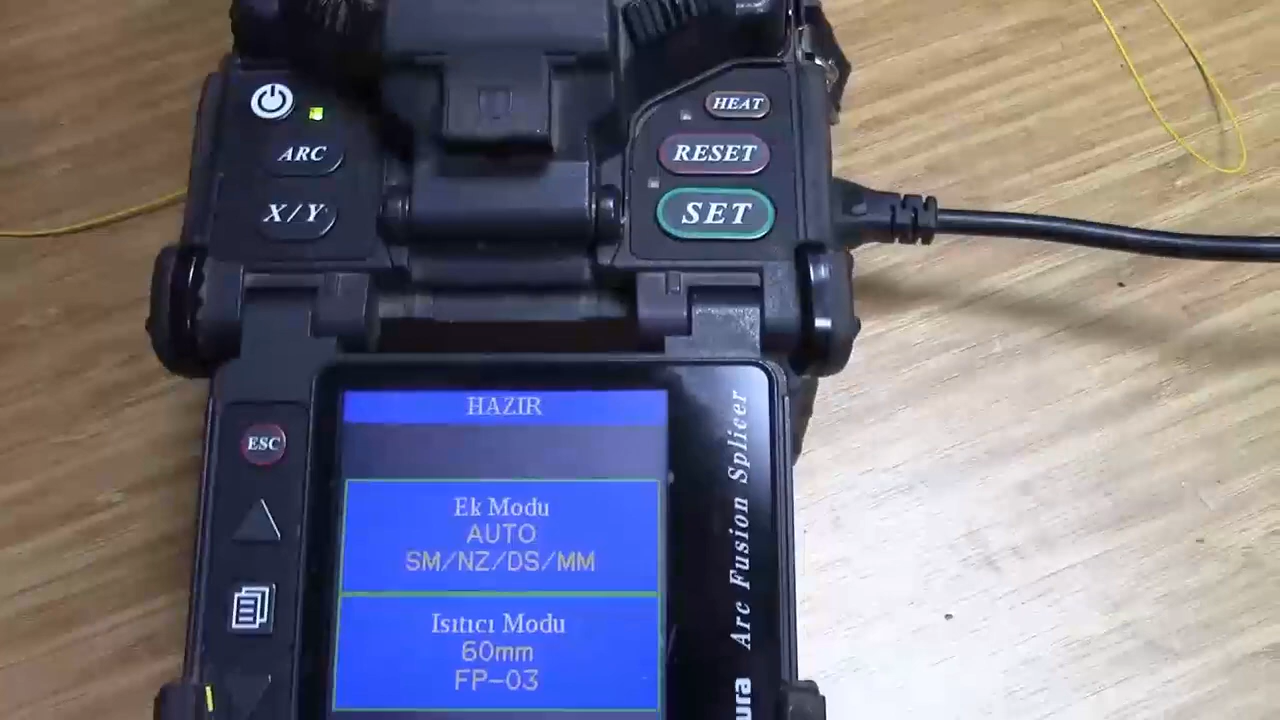 HEAT
ARC
RESET
X/Y
SET
HAZIR
ESC
Ek Modu
AUTO
SM/NZ/DS/MM
Isıtıcı Modu
60mm
FP-03
ura Arc Fusion Splicer